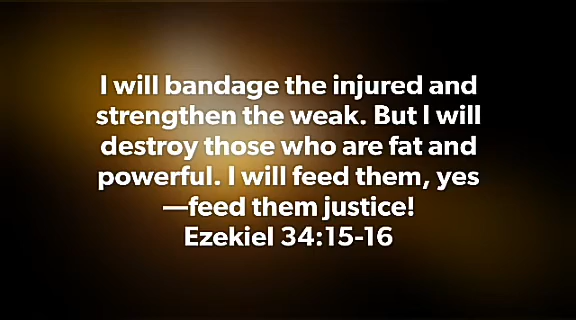 I will bandage the injured and
strengthen the weak. But I will
destroy those who are fat and
powerful. I will feed them, yes
—feed them justice!
Ezekiel 34:15-16